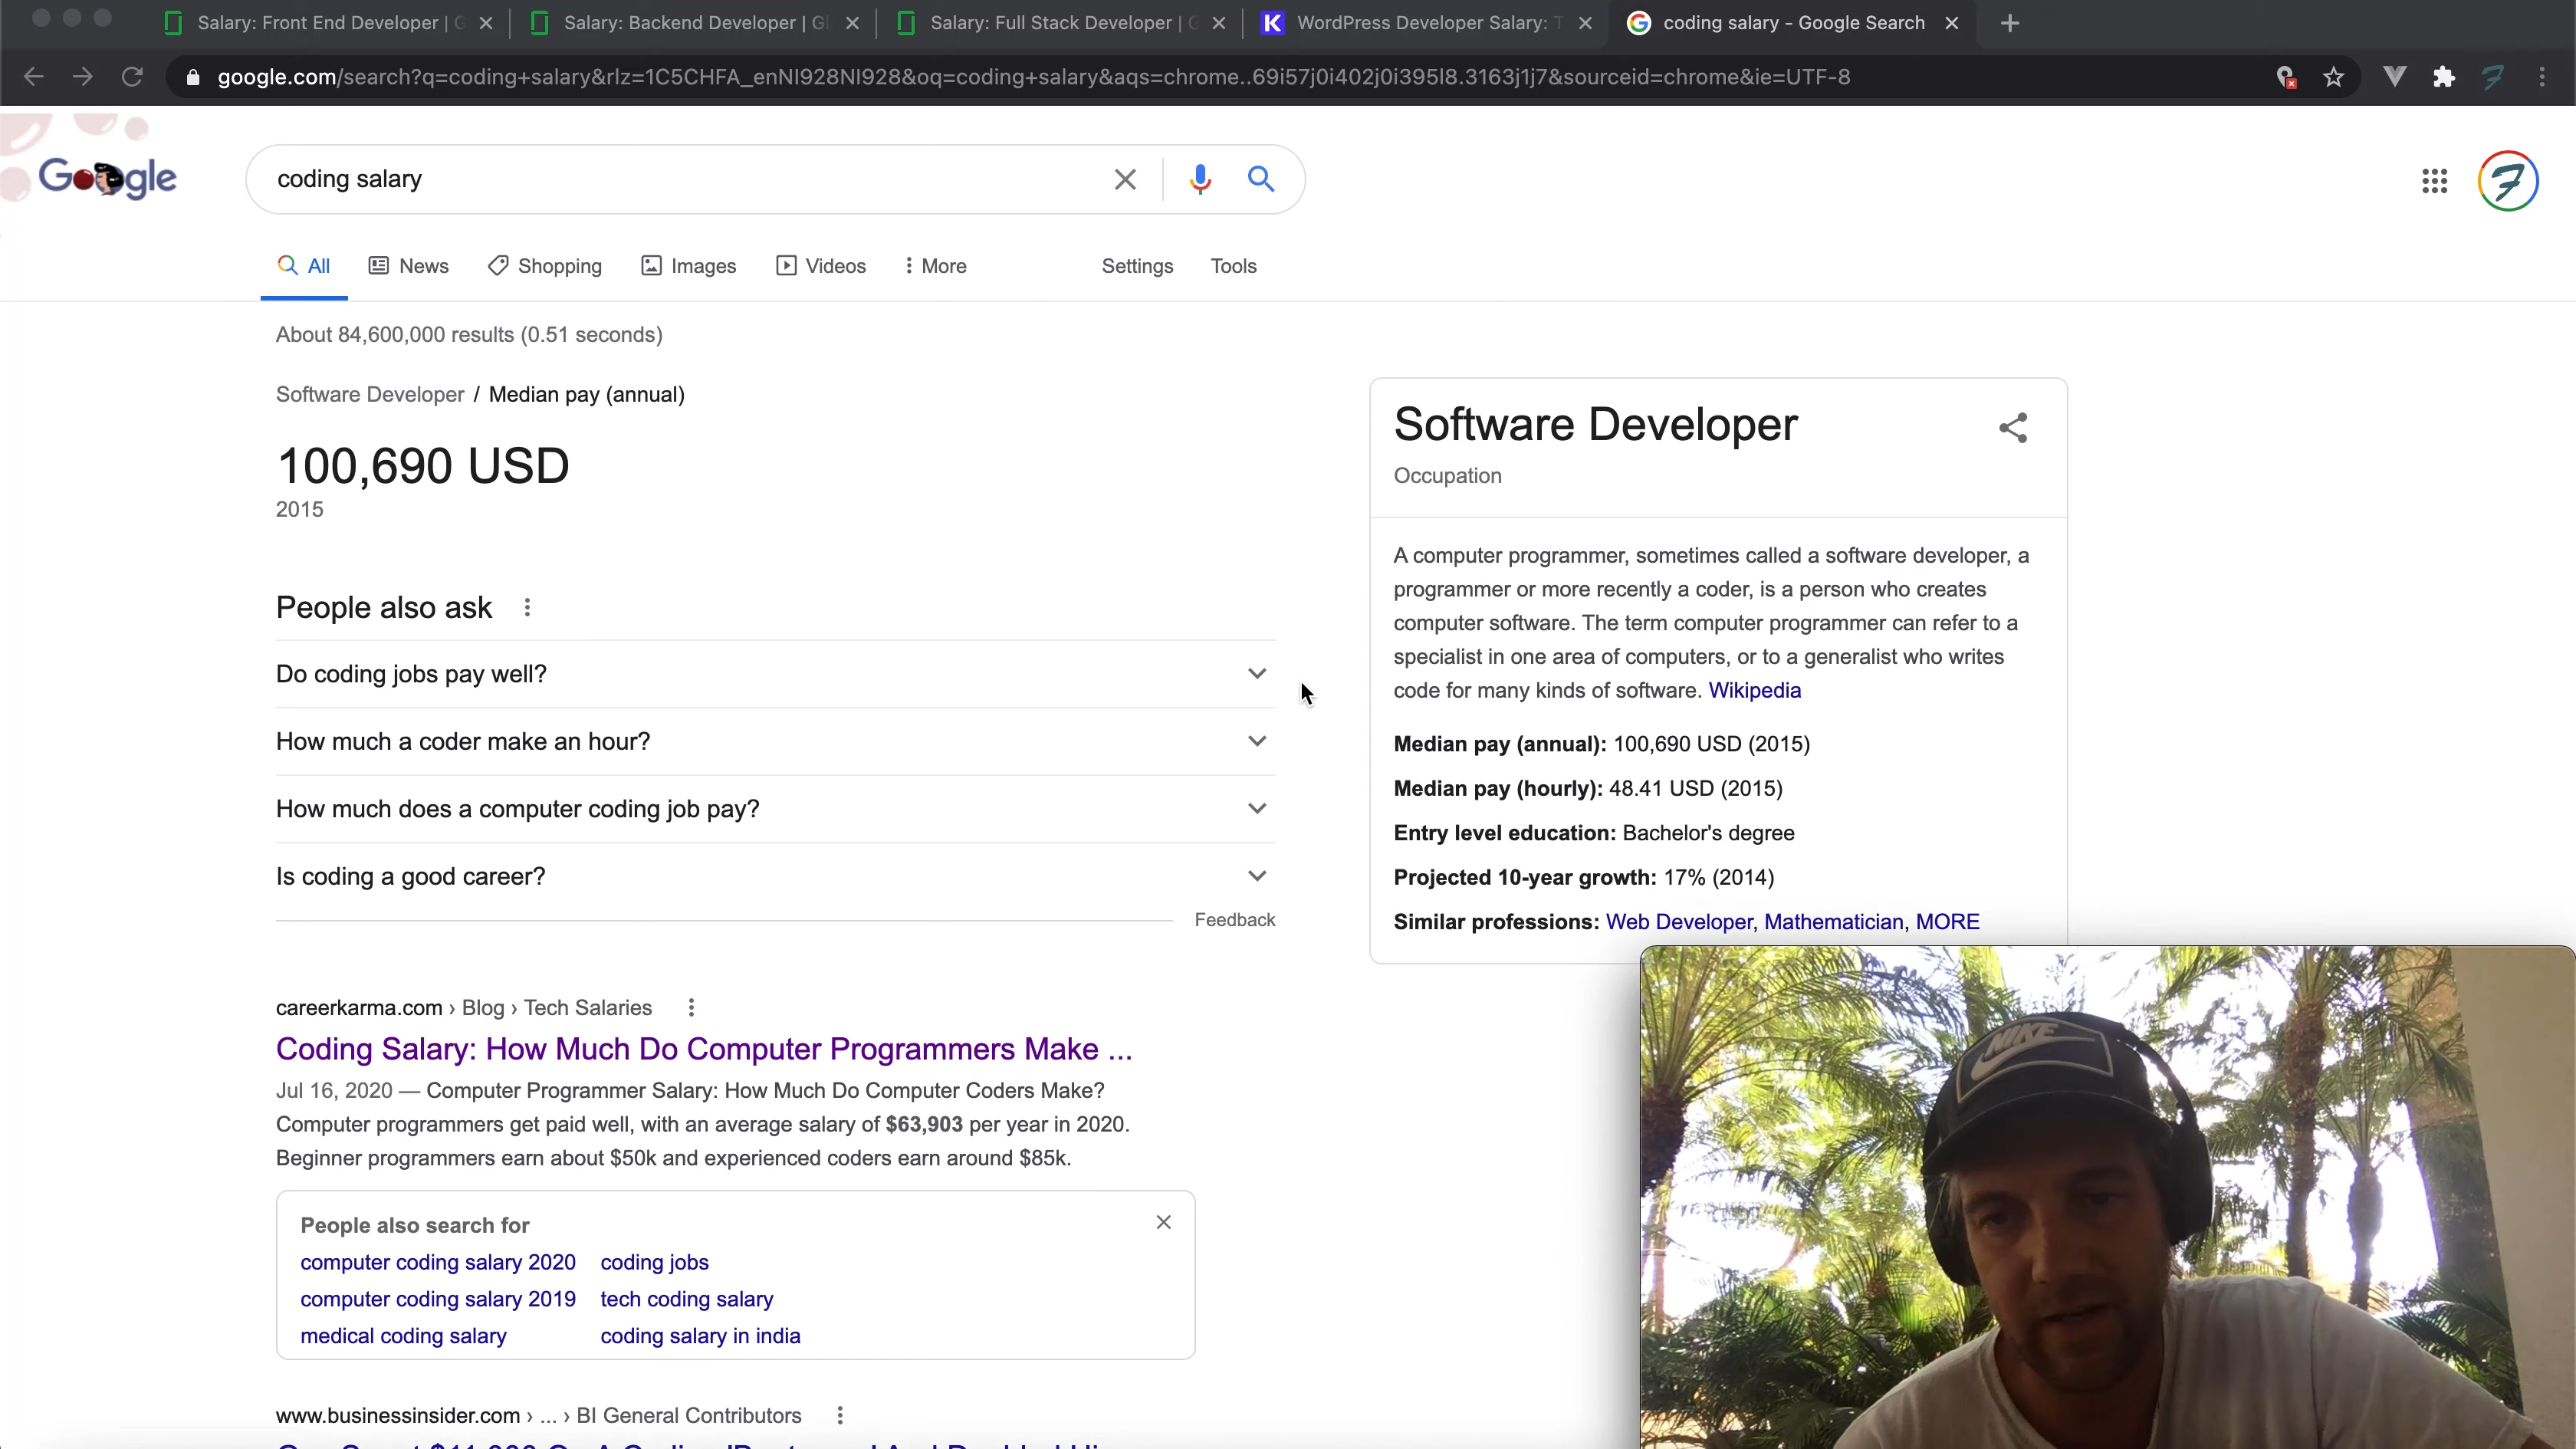 Salary: Front End Developer | G
Salary: Backend Developer | Gl
Salary: Full Stack Developer | G
WordPress Developer Salary: T
coding salary - Google Search
google.com/search?q=coding+salary&rlz=1C5CHFA_enNI928NI928&oq=coding+salary&aqs=chrome..69i57j0i402j0i395l8.3163j1j7&sourceid=chrome&ie=UTF-8
Google
coding salary
All News Shopping Images Videos More Settings Tools
About 84,600,000 results (0.51 seconds)
Software Developer / Median pay (annual)
100,690 USD
2015
People also ask
Do coding jobs pay well?
How much a coder make an hour?
How much does a computer coding job pay?
Is coding a good career?
Feedback
careerkarma.com › Blog › Tech Salaries
Coding Salary: How Much Do Computer Programmers Make ...
Jul 16, 2020 — Computer Programmer Salary: How Much Do Computer Coders Make?
Computer programmers get paid well, with an average salary of $63,903 per year in 2020.
Beginner programmers earn about $50k and experienced coders earn around $85k.
People also search for
computer coding salary 2020 coding jobs
computer coding salary 2019 tech coding salary
medical coding salary coding salary in india
www.businessinsider.com › ... › BI General Contributors
Software Developer
Occupation
A computer programmer, sometimes called a software developer, a
programmer or more recently a coder, is a person who creates
computer software. The term computer programmer can refer to a
specialist in one area of computers, or to a generalist who writes
code for many kinds of software. Wikipedia
Median pay (annual): 100,690 USD (2015)
Median pay (hourly): 48.41 USD (2015)
Entry level education: Bachelor's degree
Projected 10-year growth: 17% (2014)
Similar professions: Web Developer, Mathematician, MORE
NIKE